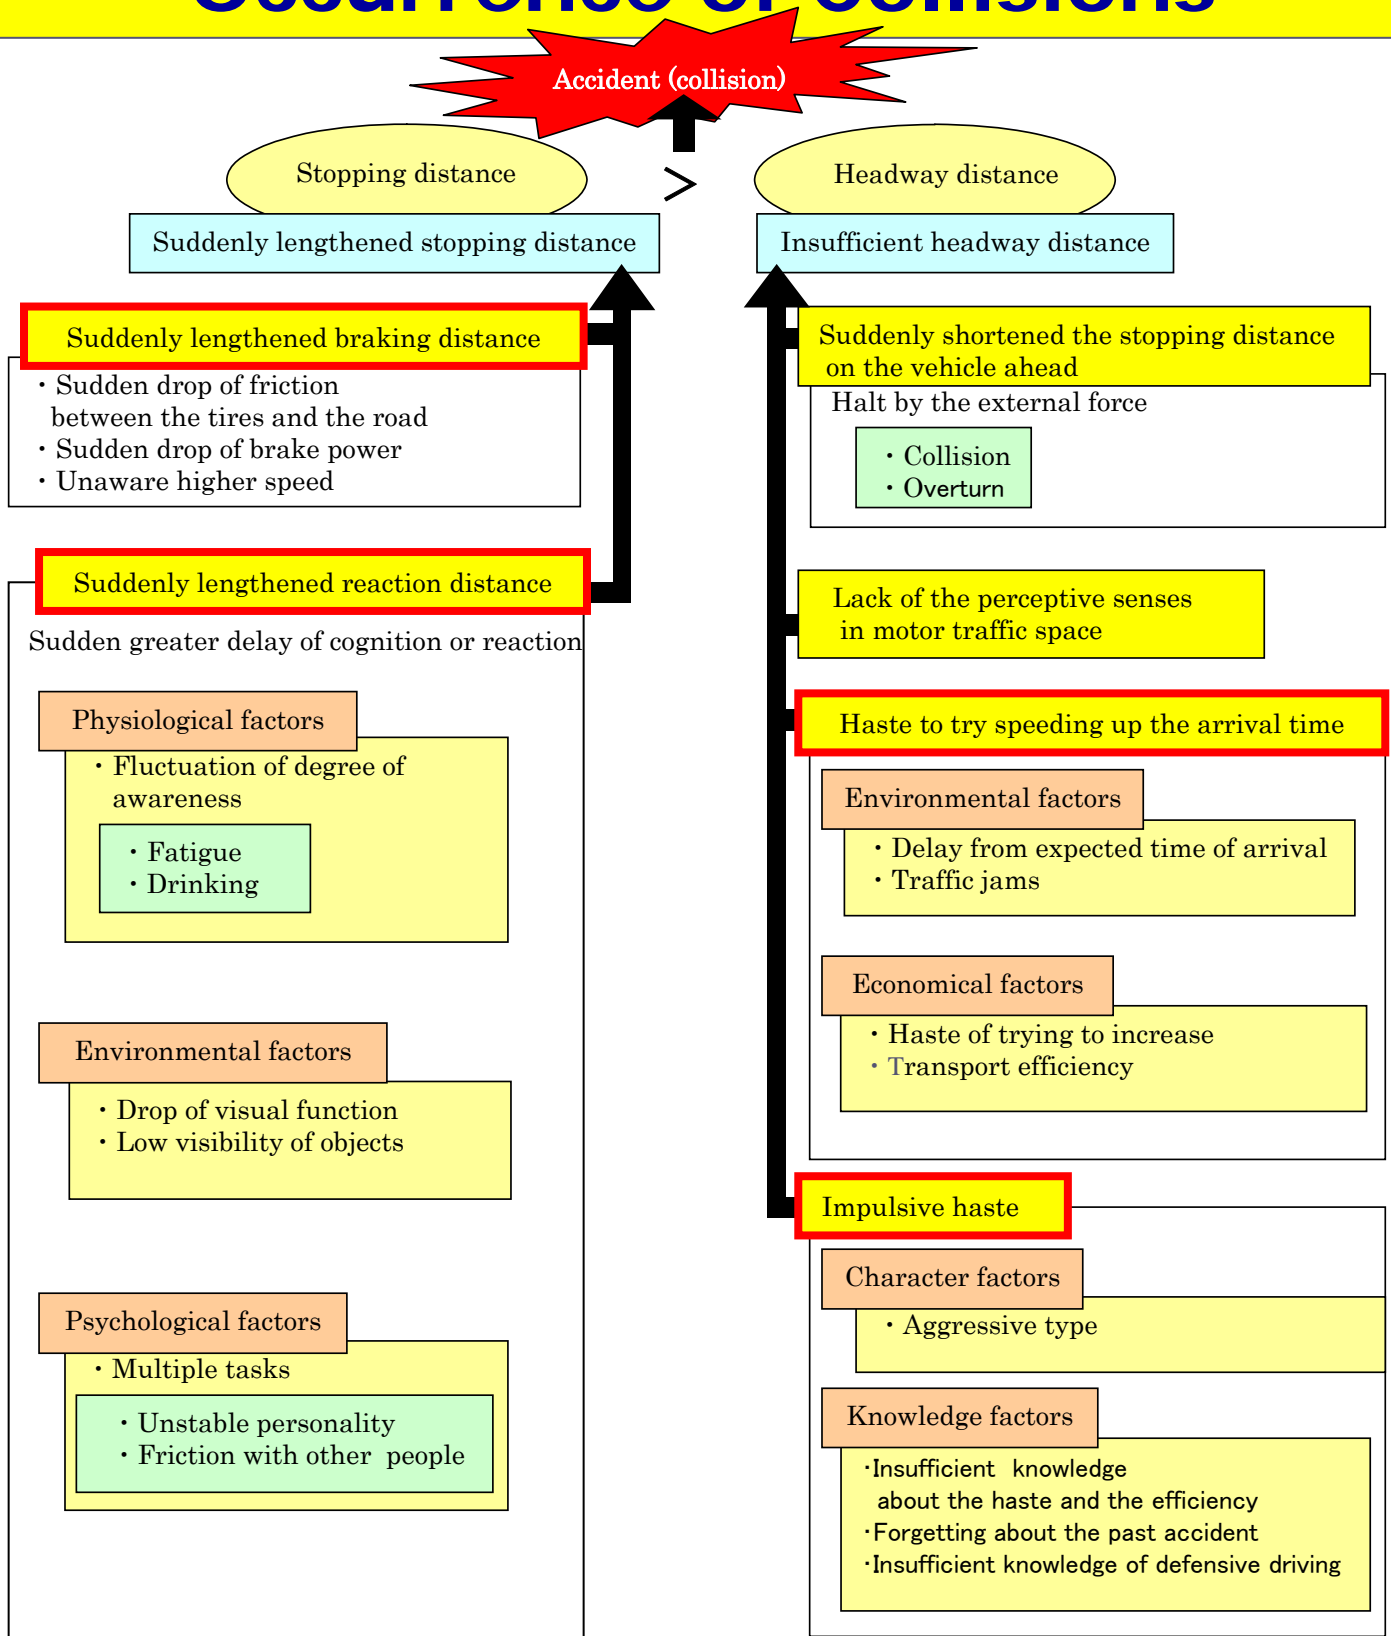 Occurrence of Collisions
Accident (collision)
Stopping distance
>
Headway distance
Suddenly lengthened stopping distance
Insufficient headway distance
Suddenly lengthened braking distance
・Sudden drop of friction
between the tires and the road
・Sudden drop of brake power
・Unaware higher speed
Suddenly lengthened reaction distance
Sudden greater delay of cognition or reaction
Physiological factors
・Fluctuation of degree of
awareness
・Fatigue
・Drinking
Environmental factors
・Drop of visual function
・Low visibility of objects
Psychological factors
・Multiple tasks
・Unstable personality
・Friction with other people
Suddenly shortened the stopping distance
on the vehicle ahead
Halt by the external force
・Collision
・Overturn
Lack of the perceptive senses
in motor traffic space
Haste to try speeding up the arrival time
Environmental factors
・Delay from expected time of arrival
・Traffic jams
Economical factors
・Haste of trying to increase
・Transport efficiency
Impulsive haste
Character factors
・Aggressive type
Knowledge factors
・Insufficient knowledge
about the haste and the efficiency
・Forgetting about the past accident
・Insufficient knowledge of defensive driving